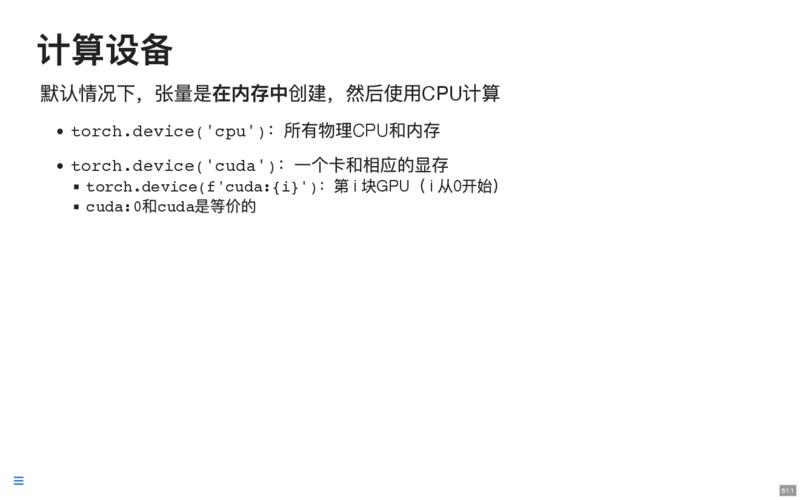 计算设备
默认情况下，张量是在内存中创建，然后使用CPU计算
• torch.device('cpu')：所有物理CPU和内存
• torch.device('cuda')：一个卡和相应的显存
▪ torch.device(f'cuda:{i}')：第 i 块GPU（ i 从0开始）
▪ cuda:0和cuda是等价的
51.1